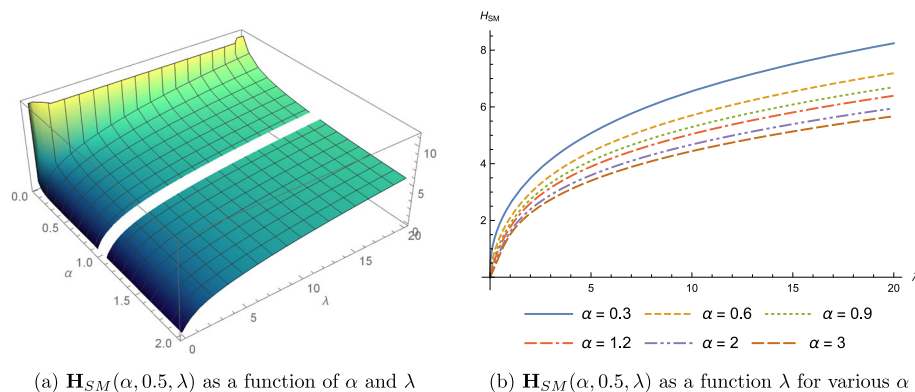 H_SM
8
6
4
2
5
10
15
20
λ
0.0
0.5
1.0
1.5
2.0
α
0
5
10
15
20
λ
0
5
10
α = 0.3
α = 0.6
α = 0.9
α = 1.2
α = 2
α = 3
(a) H_SM(α, 0.5, λ) as a function of α and λ
(b) H_SM(α, 0.5, λ) as a function λ for various α